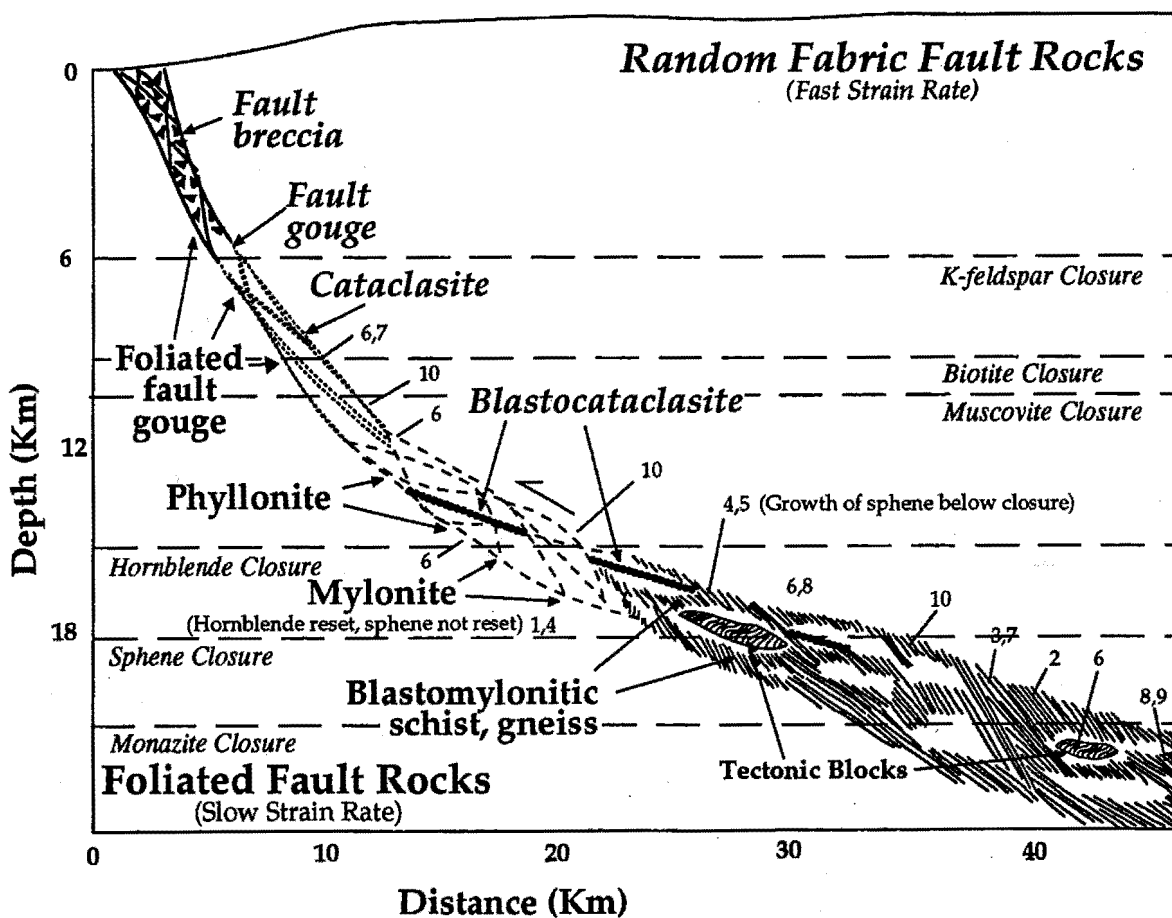 Random Fabric Fault Rocks
(Fast Strain Rate)
0
Fault
breccia
Fault
gouge
6
K-feldspar Closure
Cataclasite
6,7
Foliated
fault
gouge
Biotite Closure
10
Muscovite Closure
Blastocataclasite
6
12
Depth (Km)
10
Phyllonite
4,5 (Growth of sphene below closure)
6
Hornblende Closure
Mylonite
6,8
10
(Hornblende reset, sphene not reset) 1,4
18
Sphene Closure
3,7
2
6
8,9
Blastomylonitic
schist, gneiss
Monazite Closure
Tectonic Blocks
Foliated Fault Rocks
(Slow Strain Rate)
0
10
20
30
40
Distance (Km)